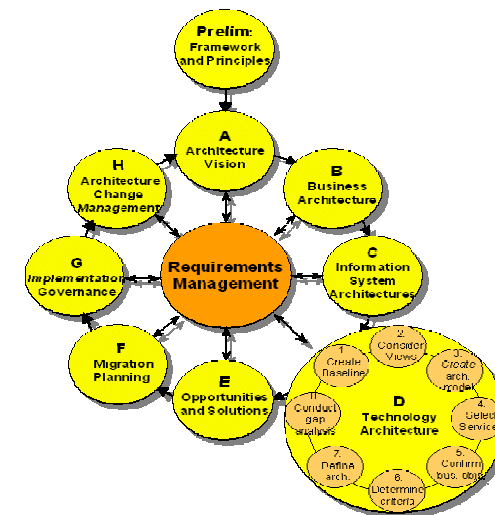 Prelim:
Framework
and Principles
A
Architecture
Vision
H
Architecture
Change
Management
B
Business
Architecture
G
Implementation
Governance
Requirements
Management
C
Information
System
Architectures
F
Migration
Planning
E
Opportunities
and Solutions
D
Technology
Architecture
1.
Create
Baseline
2.
Consider
Views
3.
Create
arch.
model
4.
Select
Service
5.
Confirm
bus. obj.
6.
Determine
criteria
7.
Define
arch.
Conduct
gap
analysis